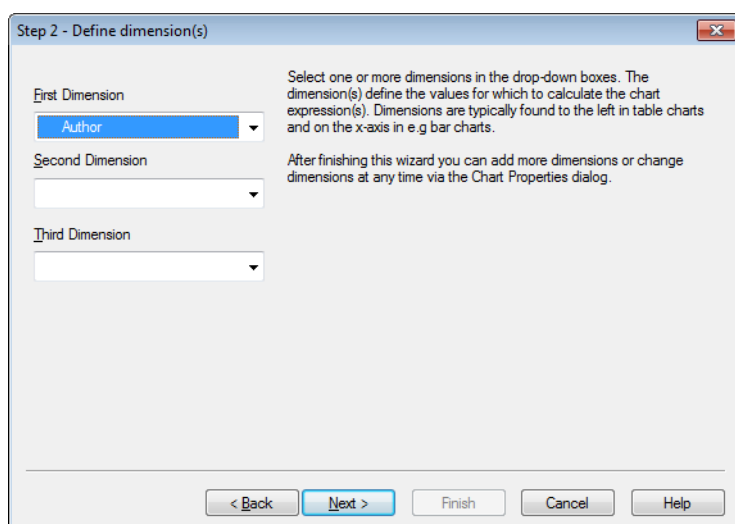 Step 2 - Define dimension(s)
First Dimension
Author
Second Dimension
Third Dimension
Select one or more dimensions in the drop-down boxes. The
dimension(s) define the values for which to calculate the chart
expression(s). Dimensions are typically found to the left in table charts
and on the x-axis in e.g bar charts.
After finishing this wizard you can add more dimensions or change
dimensions at any time via the Chart Properties dialog.
< Back
Next >
Finish
Cancel
Help